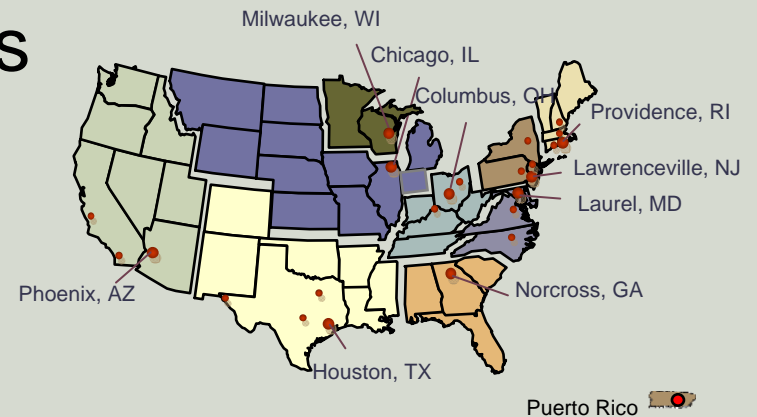 s
Milwaukee, WI
Chicago, IL
Columbus, OH
Providence, RI
Lawrenceville, NJ
Laurel, MD
Phoenix, AZ
Norcross, GA
Houston, TX
Puerto Rico